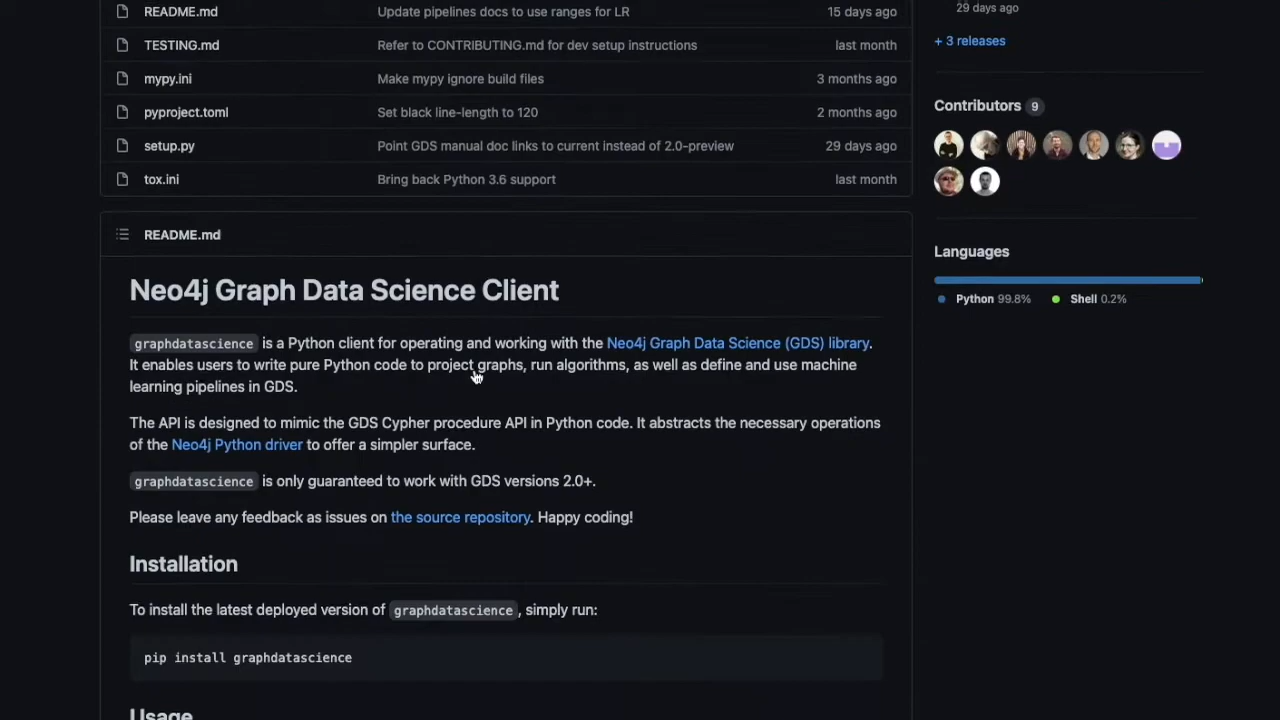 29 days ago
README.md Update pipelines docs to use ranges for LR 15 days ago
+ 3 releases
TESTING.md Refer to CONTRIBUTING.md for dev setup instructions last month
mypy.ini Make mypy ignore build files 3 months ago
Contributors 9
pyproject.toml Set black line-length to 120 2 months ago
setup.py Point GDS manual doc links to current instead of 2.0-preview 29 days ago
tox.ini Bring back Python 3.6 support last month
README.md
Languages
Python 99.8% Shell 0.2%
Neo4j Graph Data Science Client
graphdatascience is a Python client for operating and working with the Neo4j Graph Data Science (GDS) library.
It enables users to write pure Python code to project graphs, run algorithms, as well as define and use machine
learning pipelines in GDS.
The API is designed to mimic the GDS Cypher procedure API in Python code. It abstracts the necessary operations
of the Neo4j Python driver to offer a simpler surface.
graphdatascience is only guaranteed to work with GDS versions 2.0+.
Please leave any feedback as issues on the source repository. Happy coding!
Installation
To install the latest deployed version of graphdatascience, simply run:
pip install graphdatascience
Usage